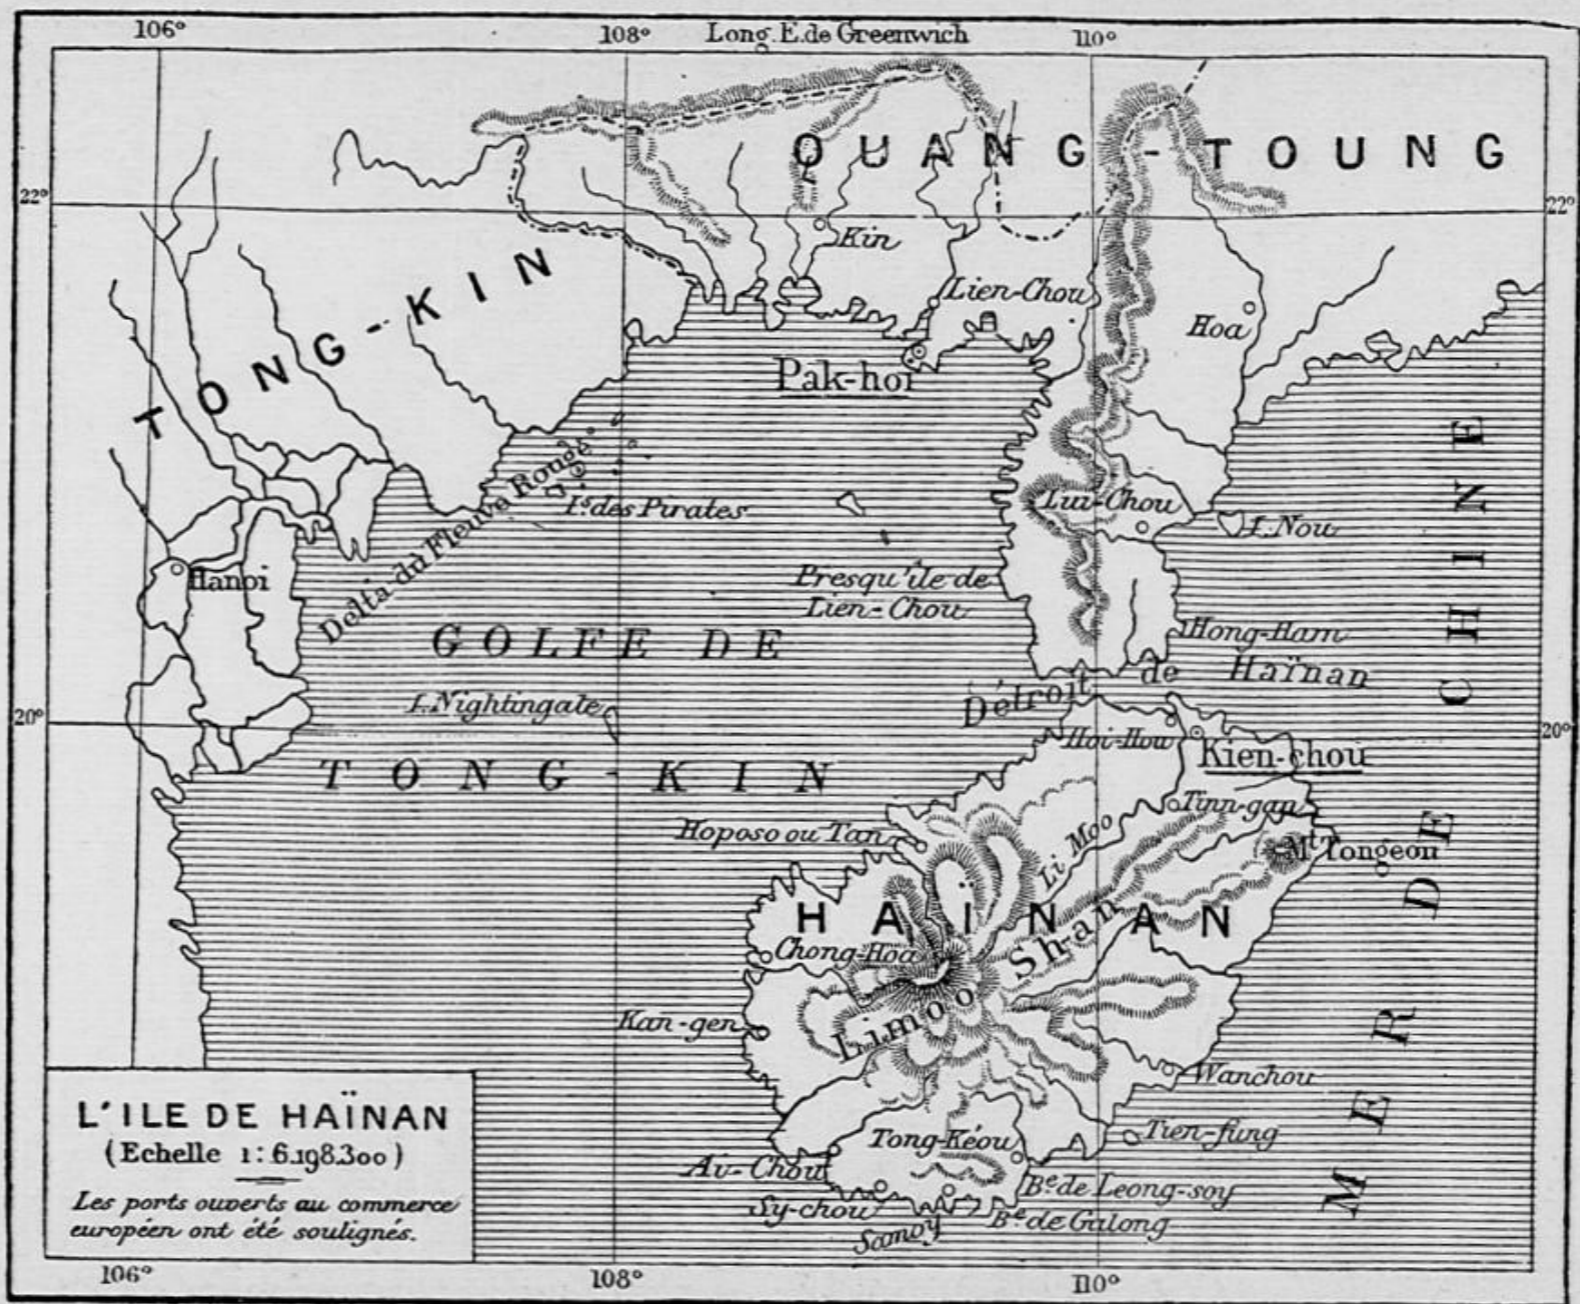 106°
108°
Long. E. de Greenwich
110°
QUANG-TOUNG
22°
22°
Kin
TONG-KIN
Lien-Chou
Hoa
Pak-hoï
Delta du Fleuve Rouge
Is. des Pirates
Lui-Chou
I. Nou
Hanoi
Presqu'île de
Lien-Chou
GOLFE DE
Hong-Ham
Détroit de Haïnan
I. Nightingale
20°
20°
Hoi-How
Kien-chou
TONG-KIN
Tinn-gan
Hoposo ou Tan
Li Moo
Mt Tongeon
HAÏNAN
Chong-Hoa
Limoo Shan
Kan-gen
MER DE CHINE
Wanchou
L'ILE DE HAÏNAN
(Echelle 1:6.198.300)
Les ports ouverts au commerce
européen ont été soulignés.
Tong-Kéou
Tien-fung
Ai-Chou
Be de Leong-soy
Sy-chou
Samoy
Be de Galong
106°
108°
110°